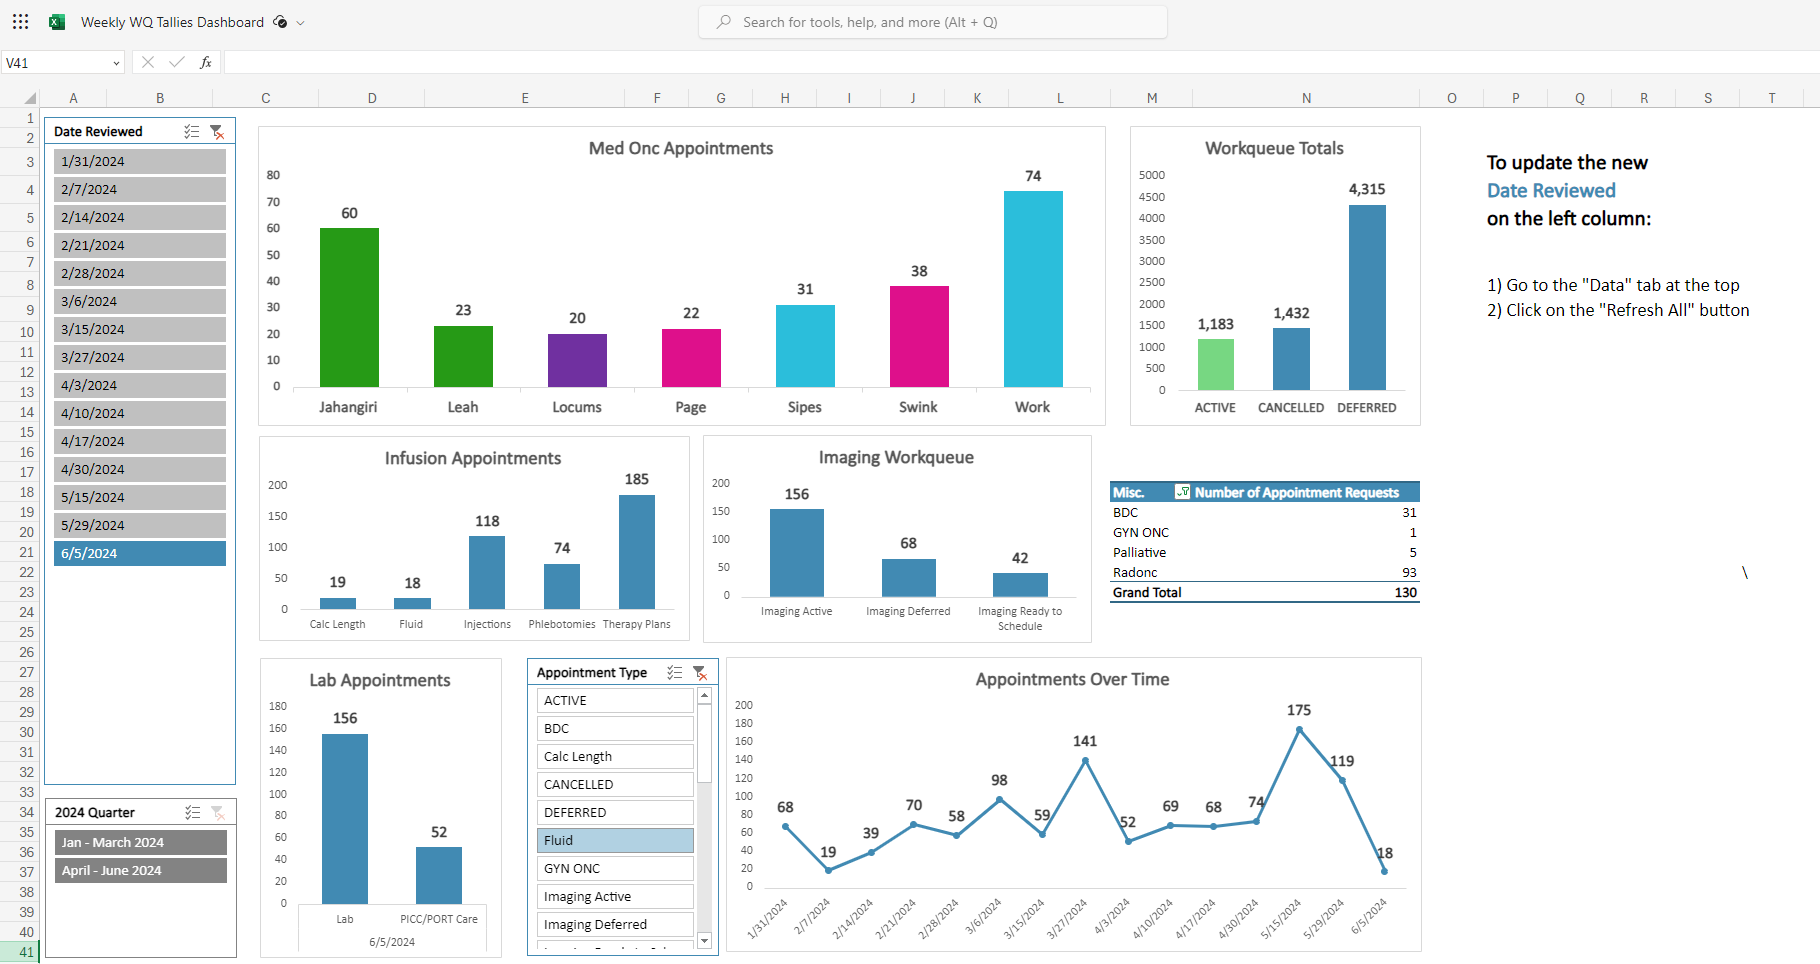 Weekly WQ Tallies Dashboard
Search for tools, help, and more (Alt + Q)
V41
fx
A B C D E F G H I J K L M N O P Q R S T
1
2
3
4
5
6
7
8
9
10
11
12
13
14
15
16
17
18
19
20
21
22
23
24
25
26
27
28
29
30
31
32
33
34
35
36
37
38
39
40
41
Date Reviewed
1/31/2024
2/7/2024
2/14/2024
2/21/2024
2/28/2024
3/6/2024
3/15/2024
3/27/2024
4/3/2024
4/10/2024
4/17/2024
4/30/2024
5/15/2024
5/29/2024
6/5/2024
2024 Quarter
Jan - March 2024
April - June 2024
Med Onc Appointments
80
70
60
50
40
30
20
10
0
60 23 20 22 31 38 74
Jahangiri Leah Locums Page Sipes Swink Work
Workqueue Totals
5000
4500
4000
3500
3000
2500
2000
1500
1000
500
0
1,183 1,432 4,315
ACTIVE CANCELLED DEFERRED
To update the new
Date Reviewed
on the left column:
1) Go to the "Data" tab at the top
2) Click on the "Refresh All" button
Infusion Appointments
200
150
100
50
0
19 18 118 74 185
Calc Length Fluid Injections Phlebotomies Therapy Plans
Imaging Workqueue
200
150
100
50
0
156 68 42
Imaging Active Imaging Deferred Imaging Ready to
Schedule
Misc. Number of Appointment Requests
BDC 31
GYN ONC 1
Palliative 5
Radonc 93
Grand Total 130
\
Lab Appointments
180
160
140
120
100
80
60
40
20
0
156 52
Lab PICC/PORT Care
6/5/2024
Appointment Type
ACTIVE
BDC
Calc Length
CANCELLED
DEFERRED
Fluid
GYN ONC
Imaging Active
Imaging Deferred
Appointments Over Time
200
180
160
140
120
100
80
60
40
20
0
68 19 39 70 58 98 59 141 52 69 68 74 175 119 18
1/31/2024 2/7/2024 2/14/2024 2/21/2024 2/28/2024 3/6/2024 3/15/2024 3/27/2024 4/3/2024 4/10/2024 4/17/2024 4/30/2024 5/15/2024 5/29/2024 6/5/2024